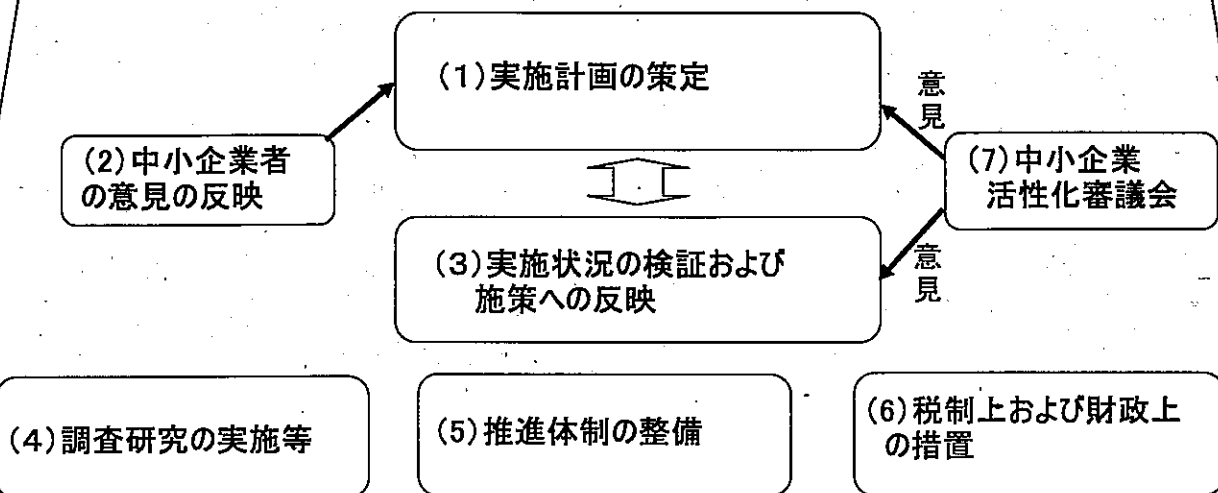 (1)実施計画の策定
意見
(2)中小企業者
の意見の反映
(7)中小企業
活性化審議会
(3)実施状況の検証および
施策への反映
意見
(4)調査研究の実施等
(5)推進体制の整備
(6)税制上および財政上
の措置